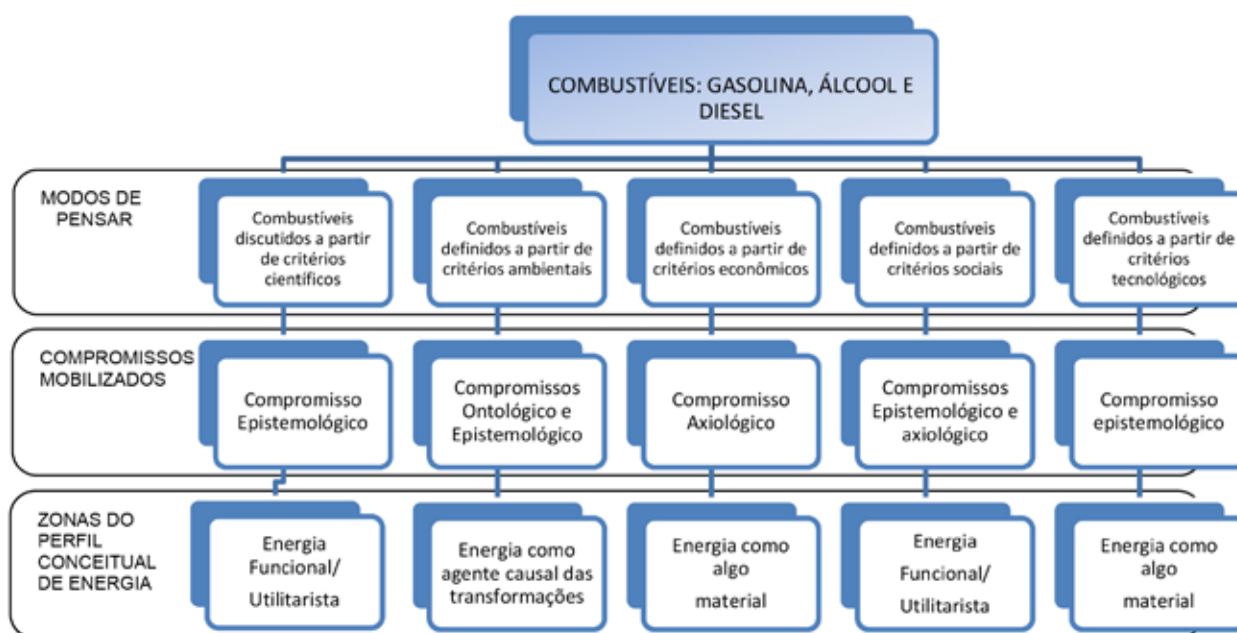 COMBUSTÍVEIS: GASOLINA, ÁLCOOL E
DIESEL
MODOS DE
PENSAR
Combustíveis
discutidos a partir
de critérios
científicos
Combustíveis
definidos a partir de
critérios ambientais
Combustíveis
definidos a partir de
critérios econômicos
Combustíveis
definidos a partir de
critérios sociais
Combustíveis
definidos a partir de
critérios
tecnológicos
COMPROMISSOS
MOBILIZADOS
Compromisso
Epistemológico
Compromissos
Ontológico e
Epistemológico
Compromisso
Axiológico
Compromissos
Epistemológico e
axiológico
Compromisso
epistemológico
ZONAS DO
PERFIL
CONCEITUAL
DE ENERGIA
Energia
Funcional/
Utilitarista
Energia como
agente causal das
transformações
Energia como
algo
material
Energia
Funcional/
Utilitarista
Energia como
algo
material